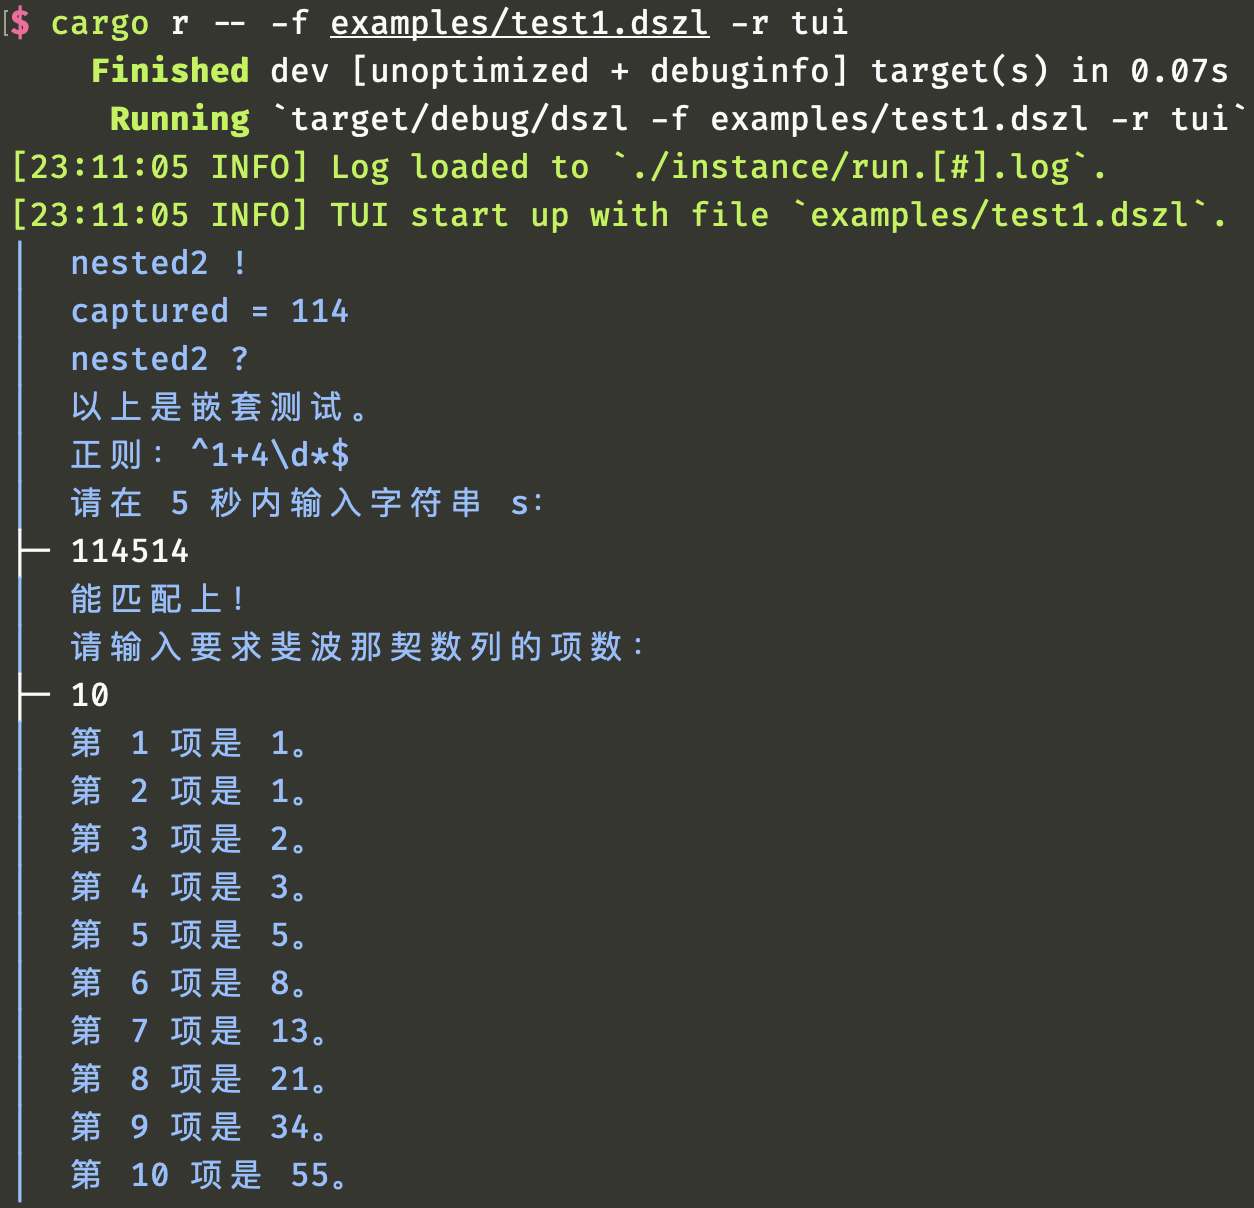 $ cargo r -- -f examples/test1.dszl -r tui
Finished dev [unoptimized + debuginfo] target(s) in 0.07s
Running `target/debug/dszl -f examples/test1.dszl -r tui`
[23:11:05 INFO] Log loaded to `./instance/run.[#].log`.
[23:11:05 INFO] TUI start up with file `examples/test1.dszl`.
nested2 !
captured = 114
nested2 ?
以上是嵌套测试。
正则：^1+4\d*$
请在 5 秒内输入字符串 s：
114514
能匹配上！
请输入要求斐波那契数列的项数：
10
第 1 项是 1。
第 2 项是 1。
第 3 项是 2。
第 4 项是 3。
第 5 项是 5。
第 6 项是 8。
第 7 项是 13。
第 8 项是 21。
第 9 项是 34。
第 10 项是 55。